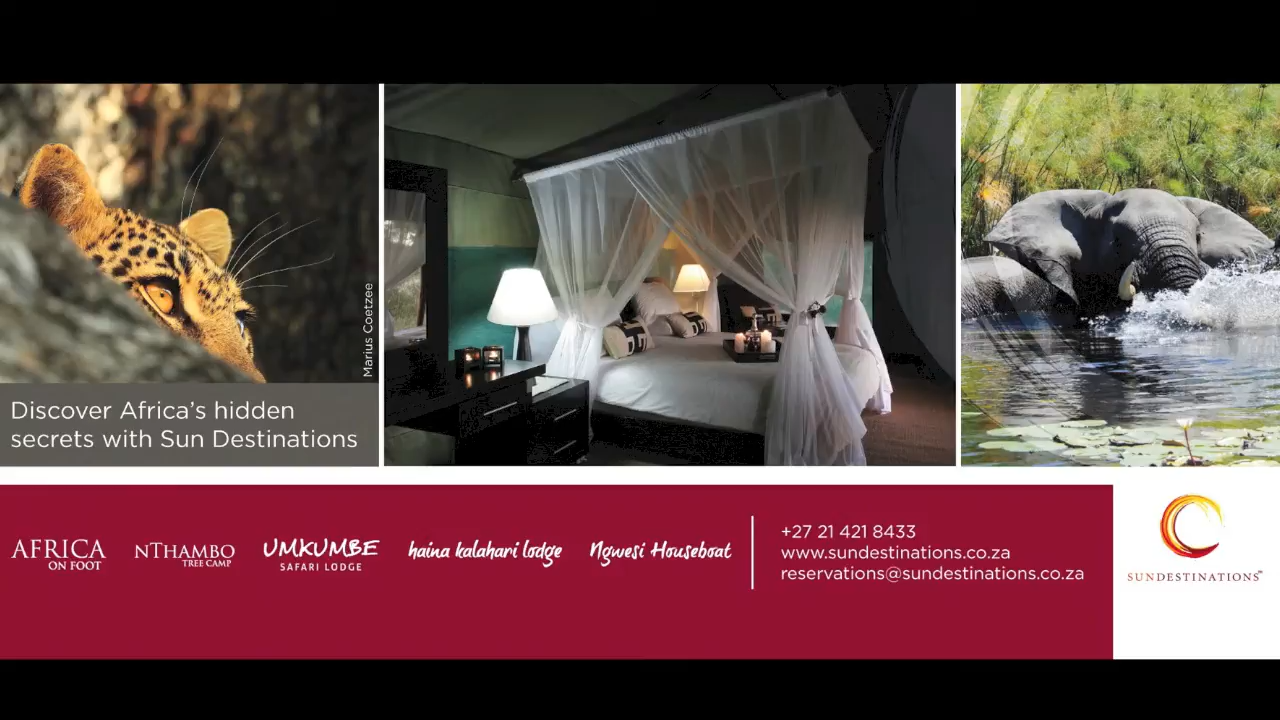 Marius Coetzee
Discover Africa's hidden
secrets with Sun Destinations
AFRICA
ON FOOT
NTHAMBO
TREE CAMP
UMKUMBE
SAFARI LODGE
haina kalahari lodge
Ngwesi Houseboat
+27 21 421 8433
www.sundestinations.co.za
reservations@sundestinations.co.za
SUNDESTINATIONS™